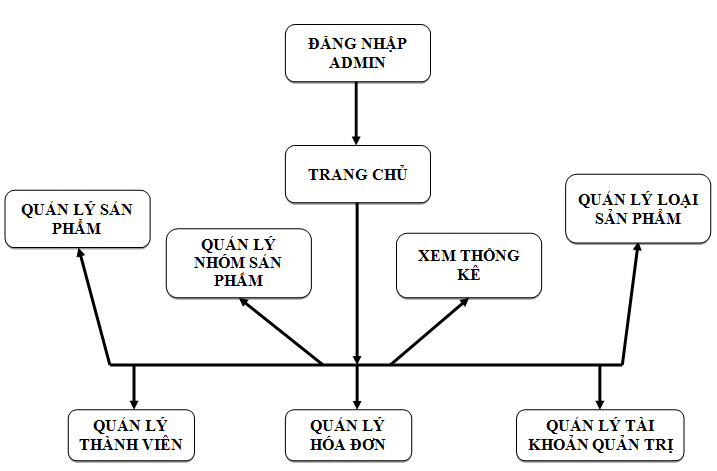 ĐĂNG NHẬP
ADMIN
TRANG CHỦ
QUẢN LÝ SẢN
PHẨM
QUẢN LÝ LOẠI
SẢN PHẨM
QUẢN LÝ
NHÓM SẢN
PHẨM
XEM THỐNG
KÊ
QUẢN LÝ
THÀNH VIÊN
QUẢN LÝ
HÓA ĐƠN
QUẢN LÝ TÀI
KHOẢN QUẢN TRỊ